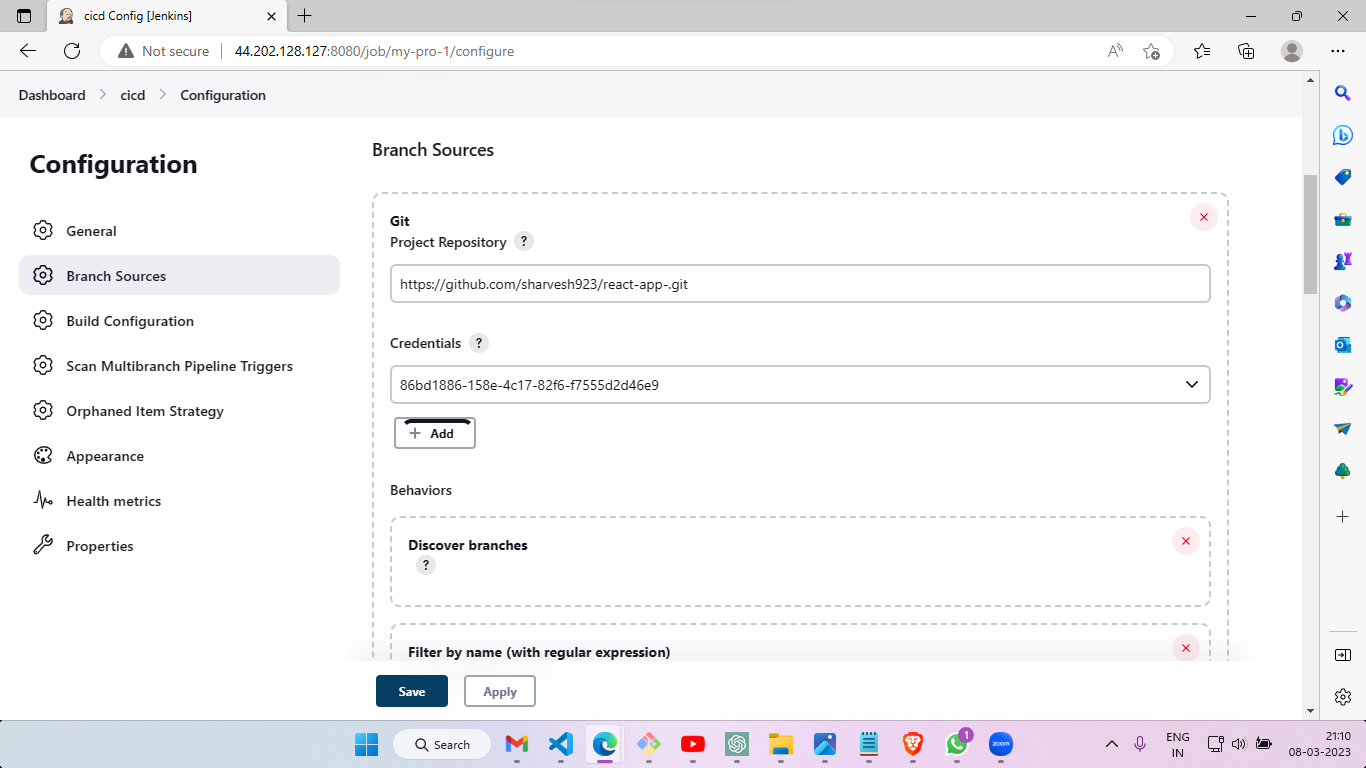 cicd Config [Jenkins]
Not secure
44.202.128.127:8080/job/my-pro-1/configure
Dashboard
cicd
Configuration
Configuration
General
Branch Sources
Build Configuration
Scan Multibranch Pipeline Triggers
Orphaned Item Strategy
Appearance
Health metrics
Properties
Branch Sources
Git
Project Repository ?
https://github.com/sharvesh923/react-app-.git
Credentials ?
86bd1886-158e-4c17-82f6-f7555d2d46e9
+ Add
Behaviors
Discover branches
?
Filter by name (with regular expression)
Save
Apply
Search
1
zoom
ENG
IN
21:10
08-03-2023